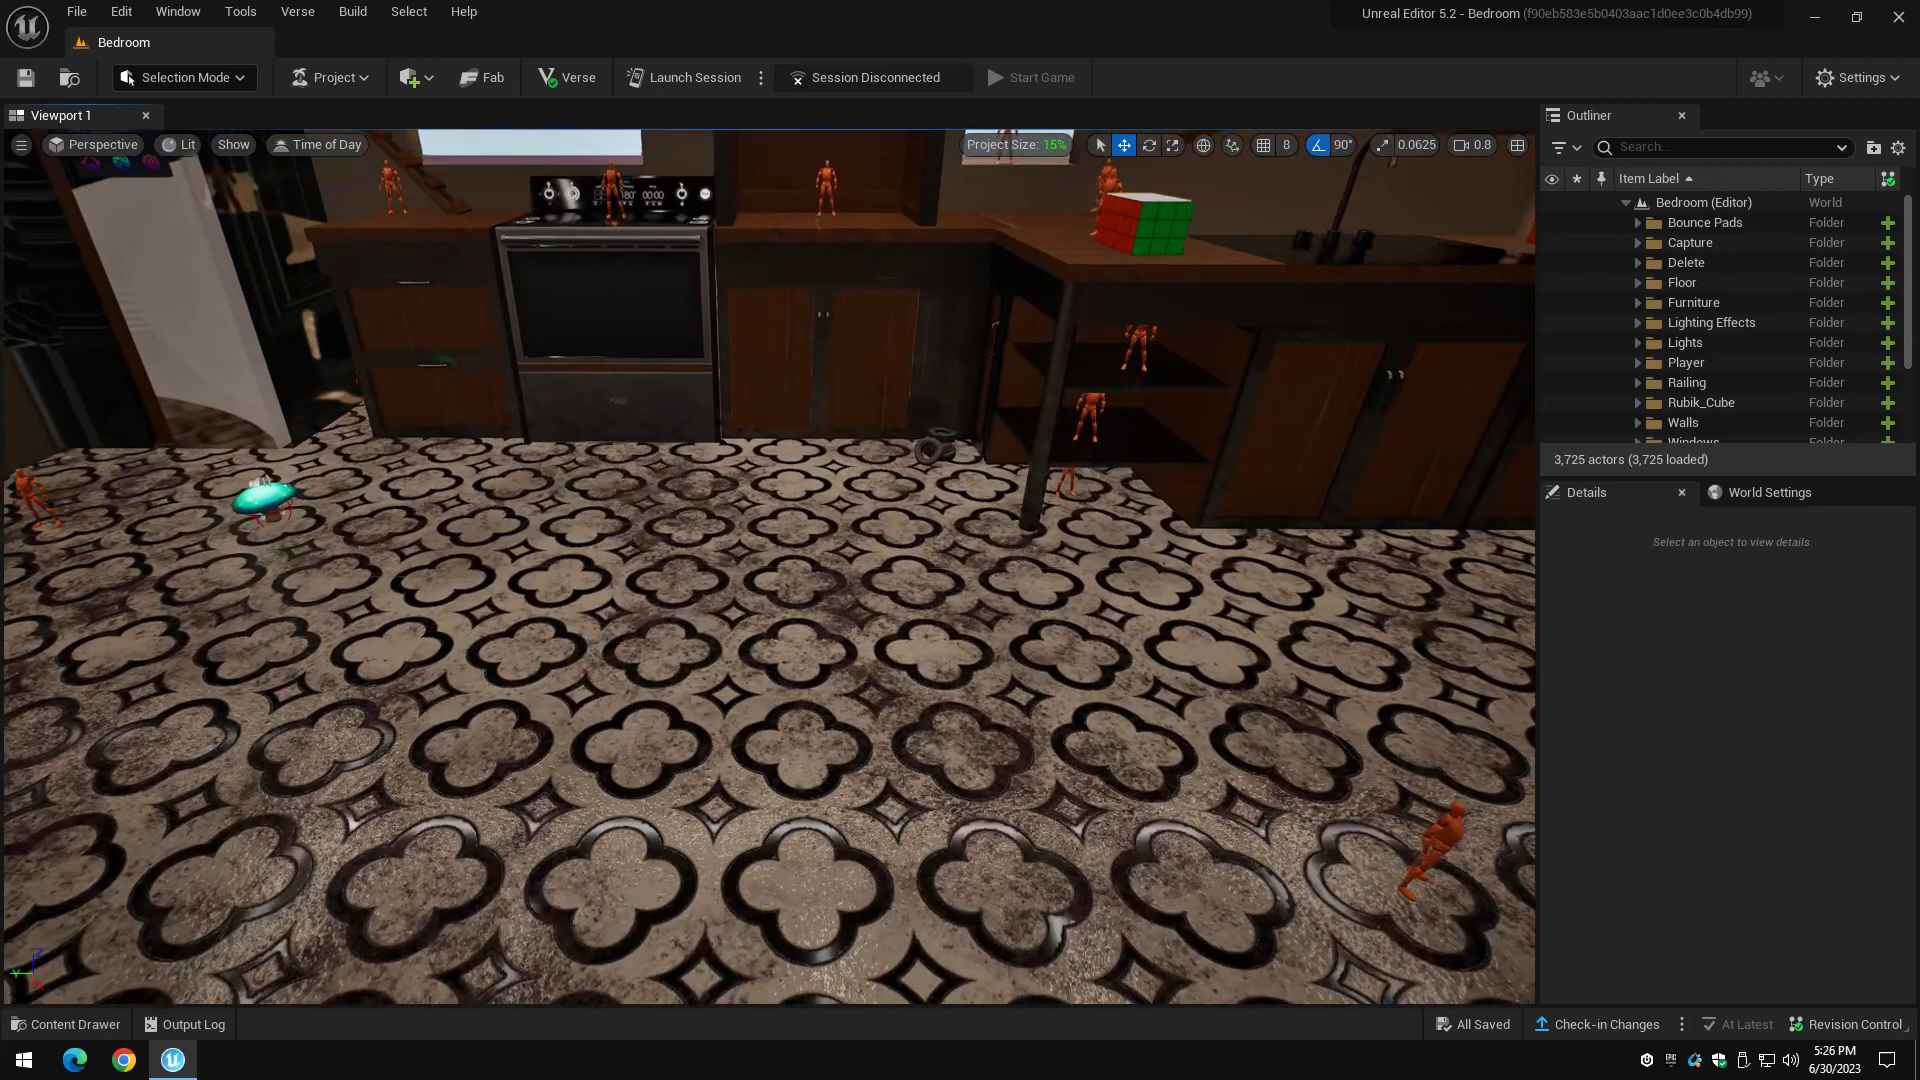 File Edit Window Tools Verse Build Select Help
Unreal Editor 5.2 - Bedroom (f90eb583e5b0403aac1d0ee3c0b4db99)
Bedroom
Selection Mode Project Fab Verse Launch Session Session Disconnected Start Game Settings
Viewport 1
Perspective Lit Show Time of Day
Project Size: 15% 8 90° 0.0625 0.8
00:00
Outliner
Search...
Item Label Type
Bedroom (Editor) World
Bounce Pads Folder
Capture Folder
Delete Folder
Floor Folder
Furniture Folder
Lighting Effects Folder
Lights Folder
Player Folder
Railing Folder
Rubik_Cube Folder
Walls Folder
Windows Folder
3,725 actors (3,725 loaded)
Details World Settings
Select an object to view details.
Content Drawer Output Log All Saved Check-in Changes At Latest Revision Control
5:26 PM
6/30/2023